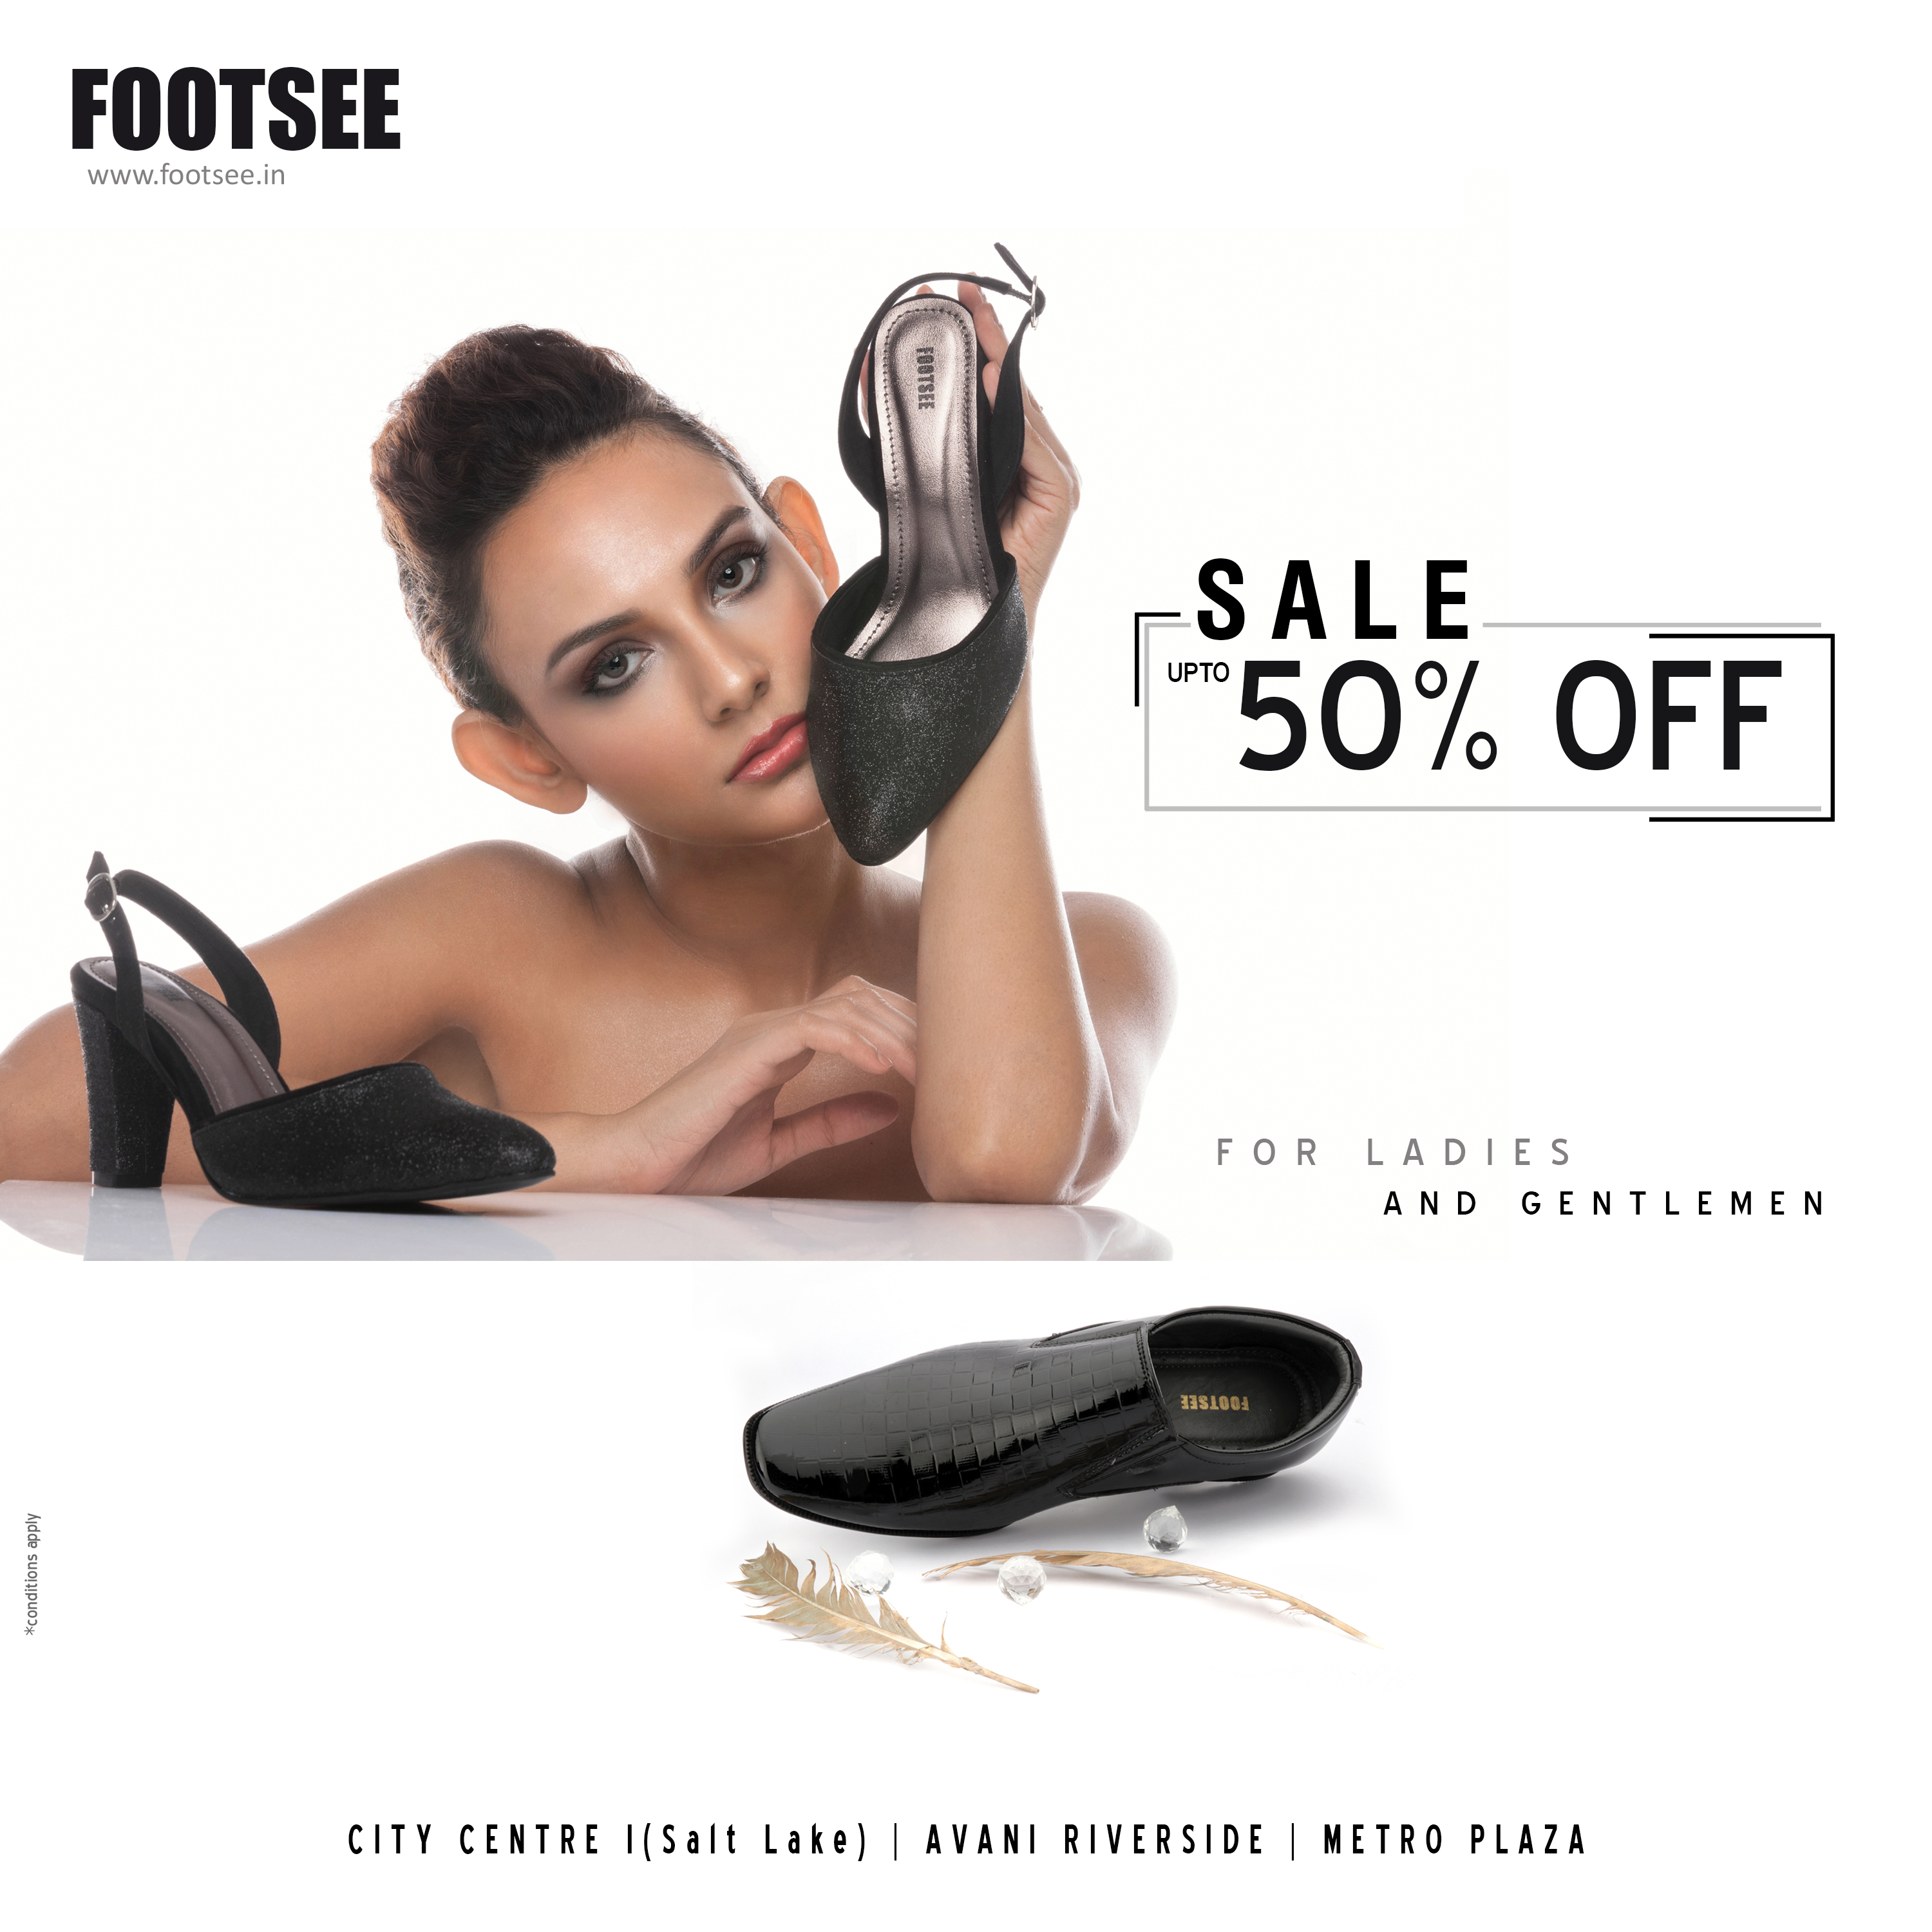 FOOTSEE
www.footsee.in
FOOTSEE
SALE
UPTO 50% OFF
FOR LADIES
AND GENTLEMEN
FOOTSEE
*conditions apply
CITY CENTRE I(Salt Lake) | AVANI RIVERSIDE | METRO PLAZA